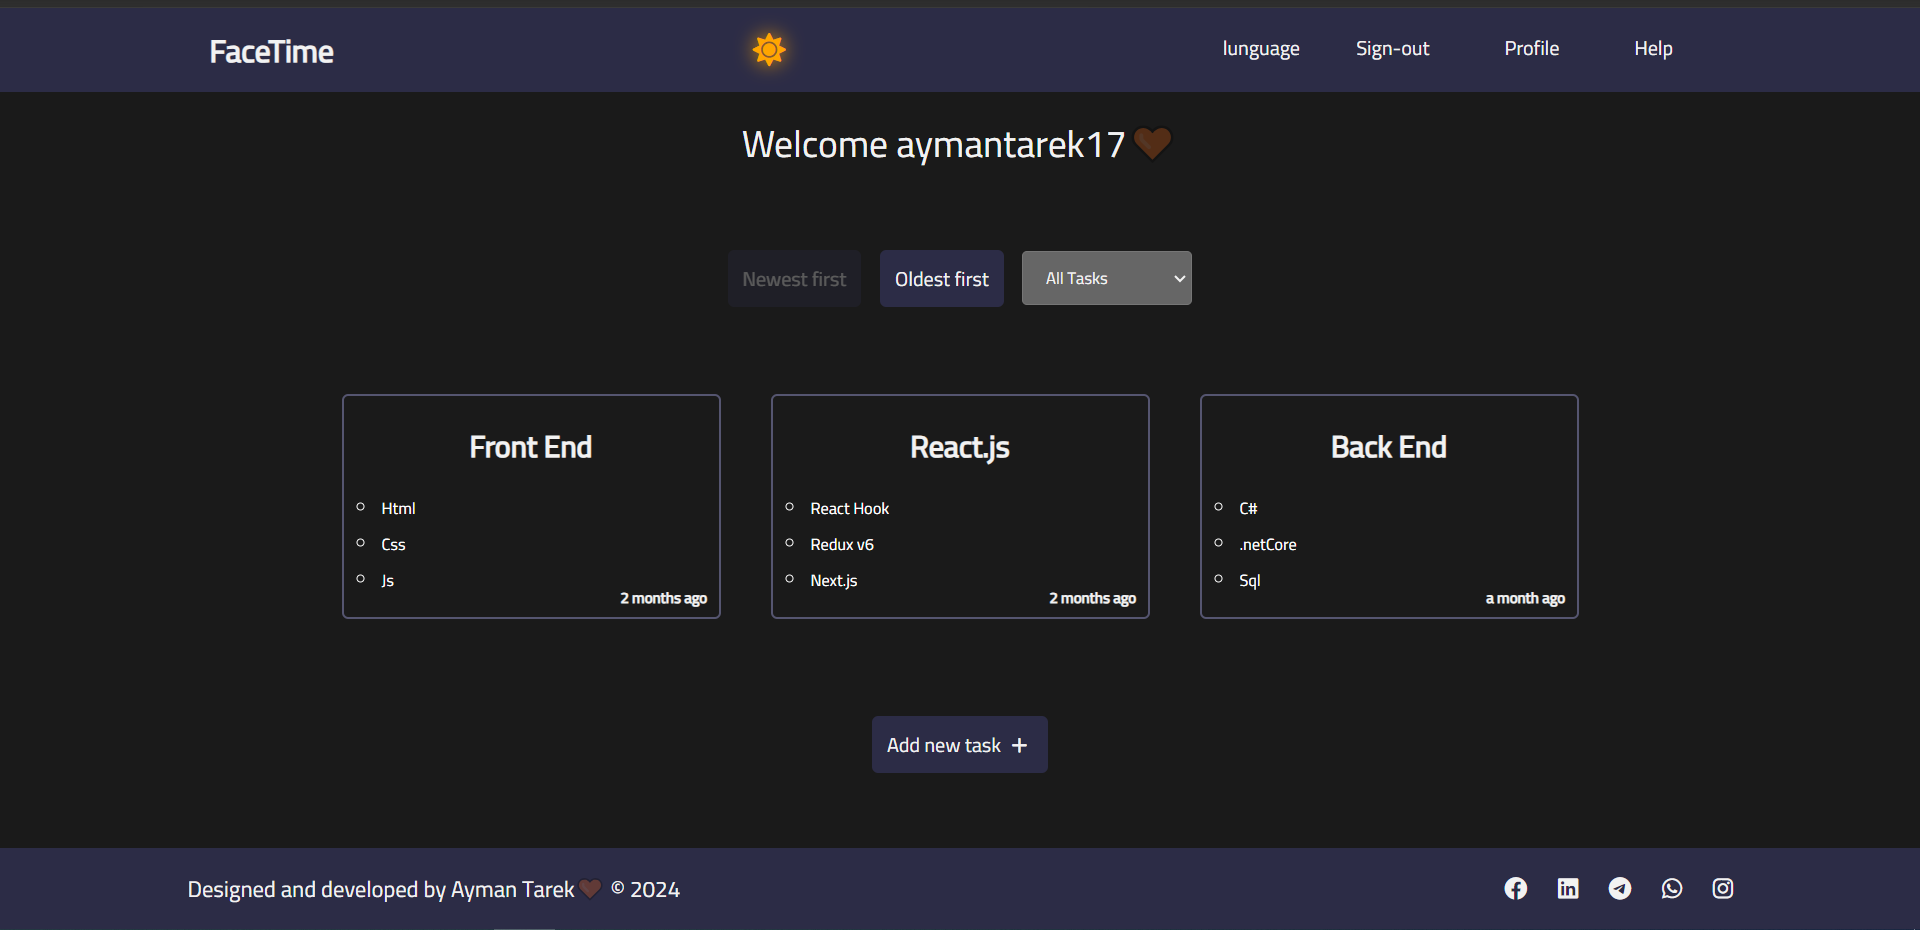 FaceTime
lunguage Sign-out Profile Help
Welcome aymantarek17🤎
Newest first Oldest first All Tasks
Front End
Html
Css
Js
2 months ago
React.js
React Hook
Redux v6
Next.js
2 months ago
Back End
C#
.netCore
Sql
a month ago
Add new task +
Designed and developed by Ayman Tarek🤎 © 2024